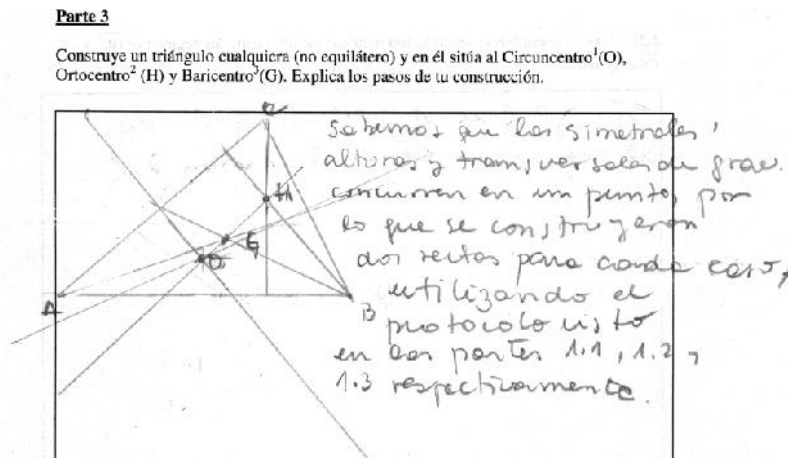 Parte 3
Construye un triángulo cualquiera (no equilátero) y en él sitúa al Circuncentro¹(O),
Ortocentro² (H) y Baricentro³(G). Explica los pasos de tu construcción.
C
Sabemos que las simetrales,
alturas y transversales de grav.
H
concurren en un punto, por
G
lo que se construyeron
O
dos rectas para cada caso,
A
B
utilizando el
protocolo visto
en las partes 1.1, 1.2,
1.3 respectivamente.